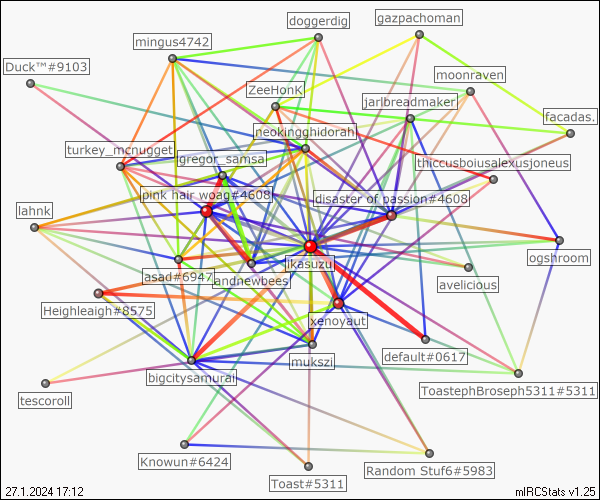 doggerdig
gazpachoman
mingus4742
Duck™#9103
moonraven
ZeeHonK
jarlbreadmaker
facadas.
neokingghidorah
turkey_mcnugget
gregor_samsa
thiccusboiusalexusjoneus
pink hair woag#4608
disaster of passion#4608
lahnk
ikasuzu
ogshroom
asad#6947
andnewbees
avelicious
Heighleaigh#8575
xenoyaut
default#0617
mukszi
bigcitysamurai
ToastephBroseph5311#5311
tescoroll
Knowun#6424
Random Stuf6#5983
Toast#5311
27.1.2024 17:12
mIRCStats v1.25